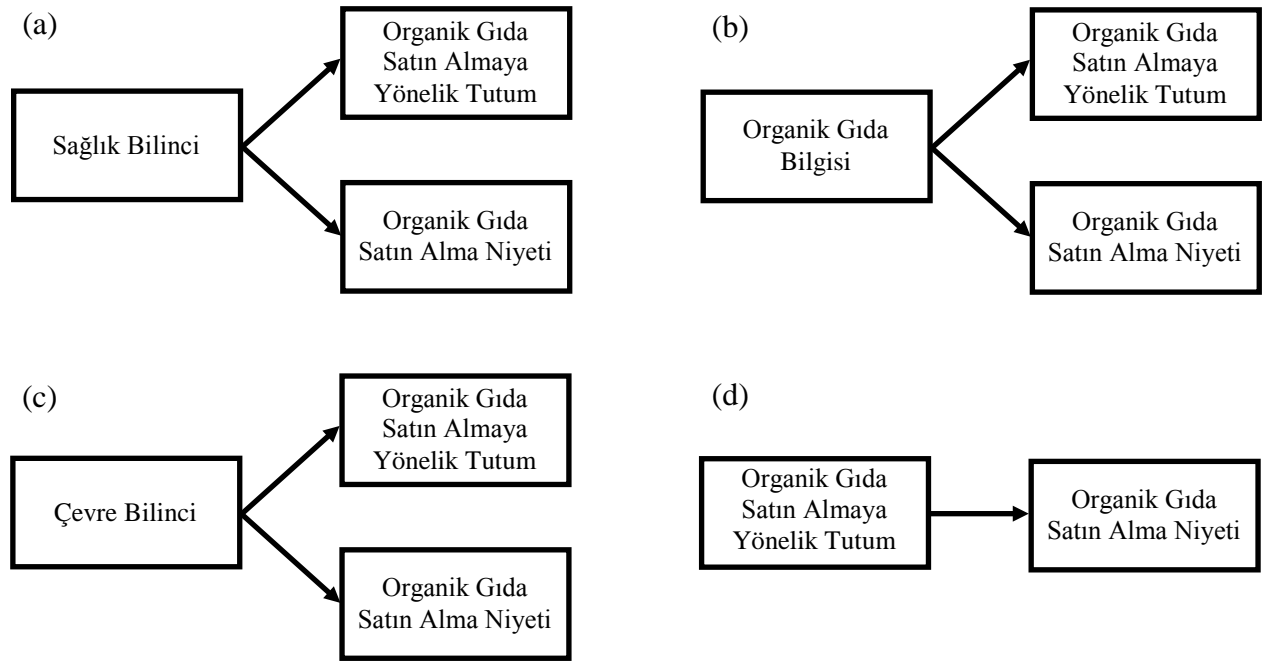 (a)
Organik Gıda
Satın Almaya
Yönelik Tutum
Sağlık Bilinci
Organik Gıda
Satın Alma Niyeti
(b)
Organik Gıda
Satın Almaya
Yönelik Tutum
Organik Gıda
Bilgisi
Organik Gıda
Satın Alma Niyeti
(c)
Organik Gıda
Satın Almaya
Yönelik Tutum
Çevre Bilinci
Organik Gıda
Satın Alma Niyeti
(d)
Organik Gıda
Satın Almaya
Yönelik Tutum
Organik Gıda
Satın Alma Niyeti